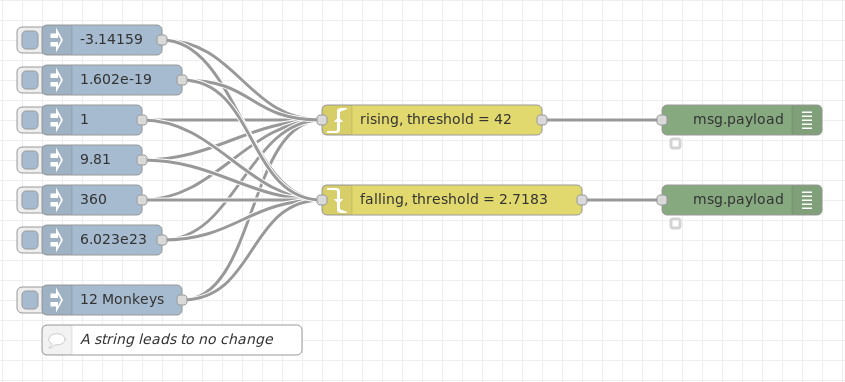 -3.14159
1.602e-19
1
rising, threshold = 42
msg.payload
9.81
360
falling, threshold = 2.7183
msg.payload
6.023e23
12 Monkeys
A string leads to no change